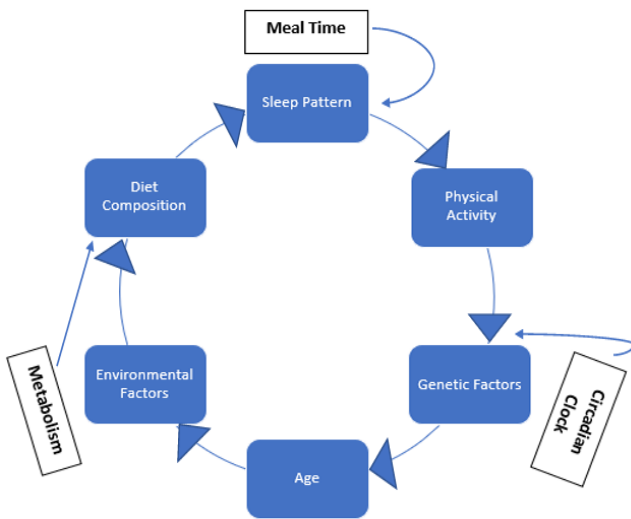 Meal Time
Sleep Pattern
Diet
Composition
Physical
Activity
Environmental
Factors
Genetic Factors
Metabolism
Circadian
Clock
Age